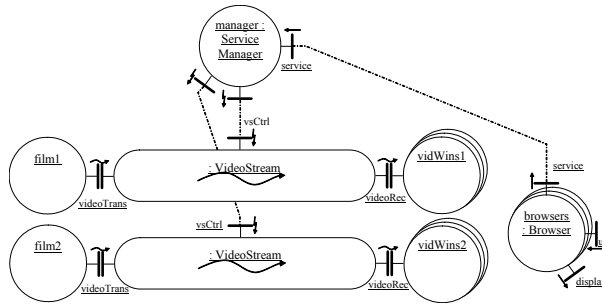 manager :
Service
Manager
service
vsCtrl
film1
: VideoStream
vidWins1
videoTrans
videoRec
service
browsers
: Browser
vsCtrl
film2
: VideoStream
vidWins2
videoTrans
videoRec
display